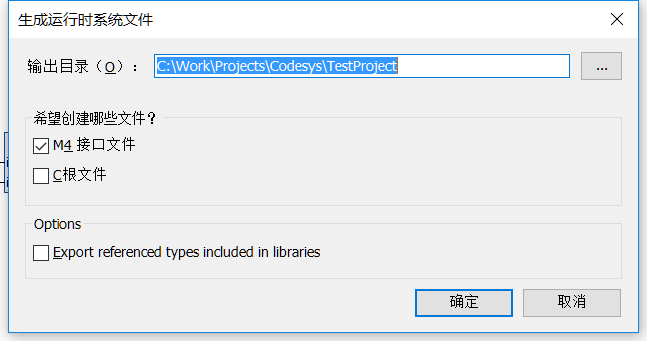 生成运行时系统文件
输出目录（O）： C:\Work\Projects\Codesys\TestProject ...
希望创建哪些文件？
M4 接口文件
C根文件
Options
Export referenced types included in libraries
确定 取消